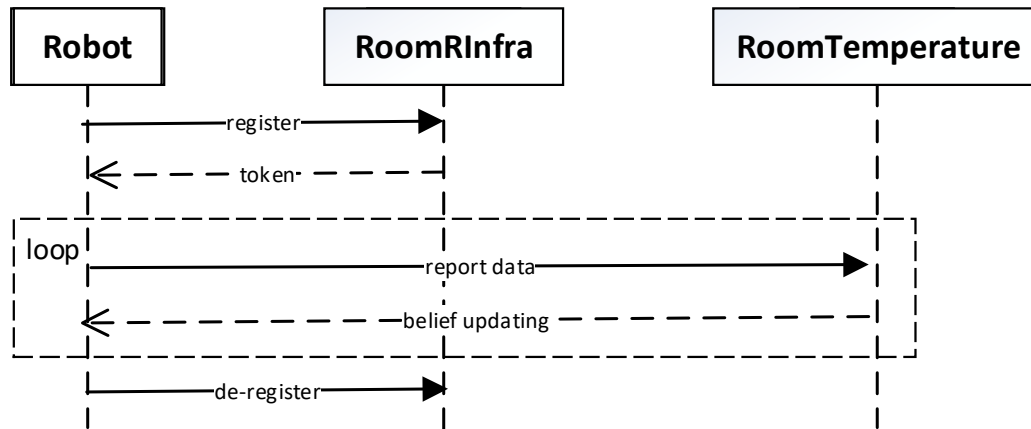 Robot
RoomRInfra
RoomTemperature
register
token
loop
report data
belief updating
de-register